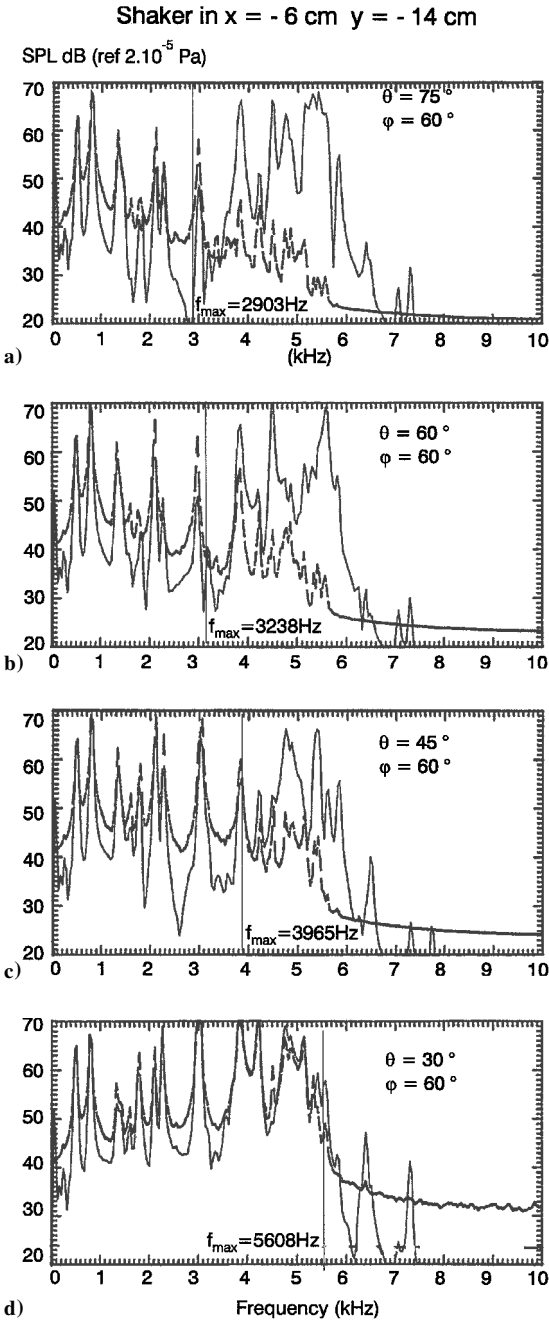 Shaker in x = - 6 cm y = - 14 cm
SPL dB (ref 2.10⁻⁵ Pa)
70
60
50
40
30
20
θ = 75 °
φ = 60 °
fmax=2903Hz
0 1 2 3 4 5 6 7 8 9 10
(kHz)
a)
70
60
50
40
30
20
θ = 60 °
φ = 60 °
fmax=3238Hz
0 1 2 3 4 5 6 7 8 9 10
b)
70
60
50
40
30
20
θ = 45 °
φ = 60 °
fmax=3965Hz
0 1 2 3 4 5 6 7 8 9 10
c)
70
60
50
40
30
20
θ = 30 °
φ = 60 °
fmax=5608Hz
0 1 2 3 4 5 6 7 8 9 10
d)
Frequency (kHz)